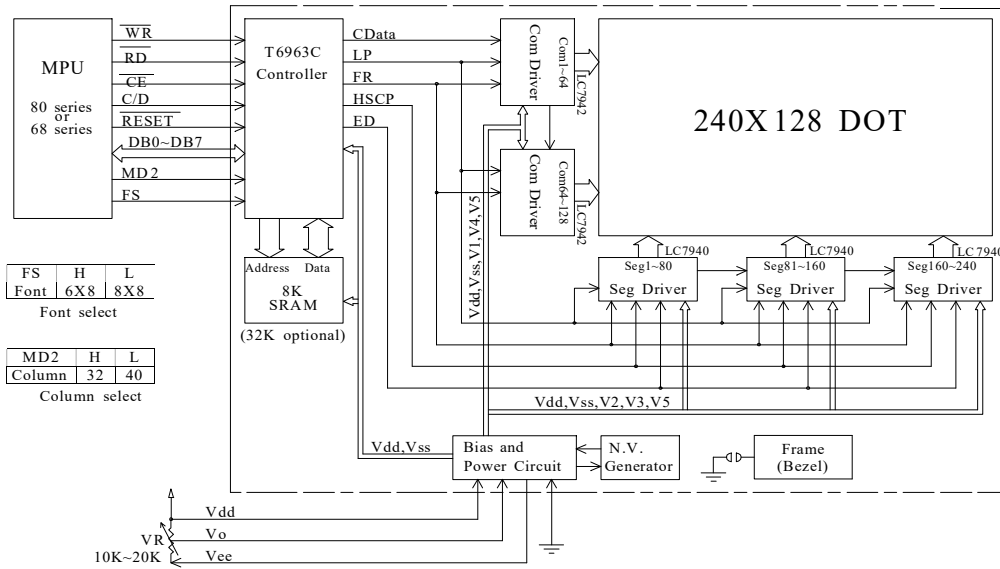 MPU
80 series
or
68 series
WR
RD
CE
C/D
RESET
DB0~DB7
MD2
FS
T6963C
Controller
CData
LP
FR
HSCP
ED
Com Driver
Com1~64
LC7942
Com Driver
Com64~128
LC7942
240X128 DOT
Address Data
8K
SRAM
(32K optional)
Vdd,Vss,V1,V4,V5
LC7940
Seg1~80
Seg Driver
LC7940
Seg81~160
Seg Driver
LC7940
Seg160~240
Seg Driver
FS H L
Font 6X8 8X8
Font select
MD2 H L
Column 32 40
Column select
Vdd,Vss,V2,V3,V5
Vdd,Vss
Bias and
Power Circuit
N.V.
Generator
Frame
(Bezel)
Vdd
VR
Vo
10K~20K
Vee